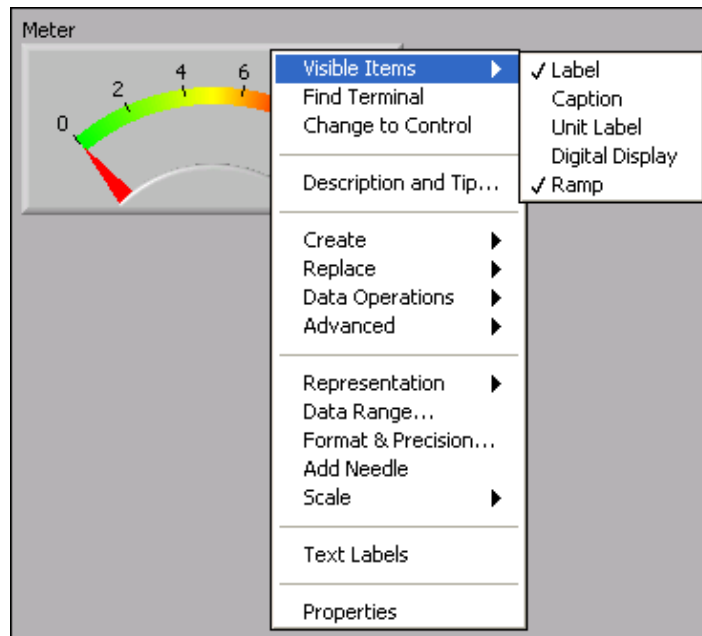 Meter
0
2
4
6
Visible Items
Find Terminal
Change to Control
Description and Tip...
Create
Replace
Data Operations
Advanced
Representation
Data Range...
Format & Precision...
Add Needle
Scale
Text Labels
Properties
Label
Caption
Unit Label
Digital Display
Ramp